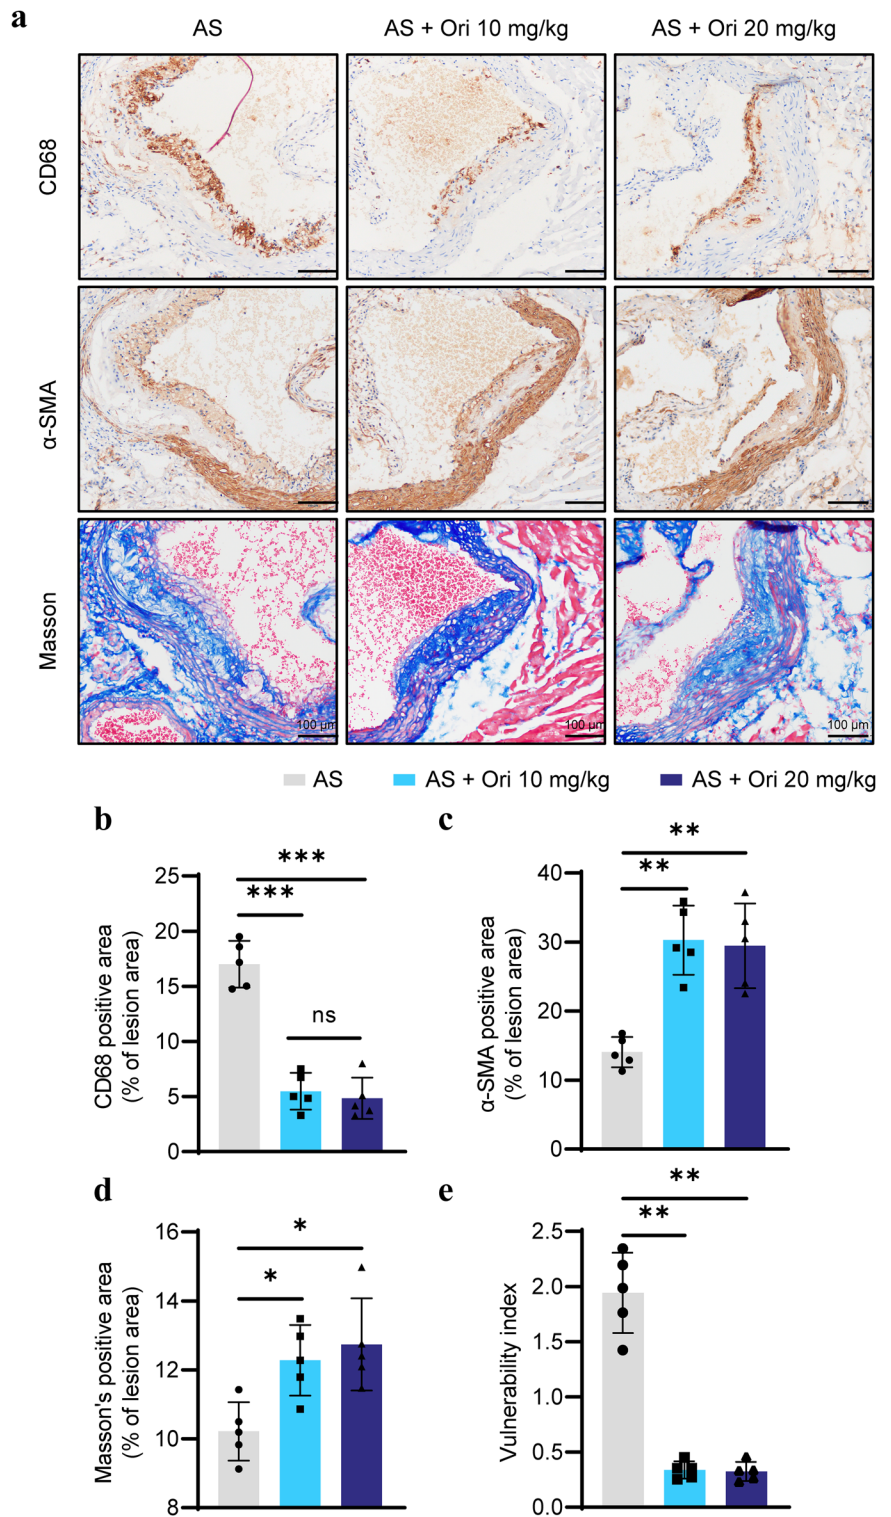 a
AS
AS + Ori 10 mg/kg
AS + Ori 20 mg/kg
CD68
α-SMA
Masson
100 μm
100 μm
100 μm
AS
AS + Ori 10 mg/kg
AS + Ori 20 mg/kg
b
CD68 positive area
(% of lesion area)
25
20
15
10
5
0
***
***
ns
c
α-SMA positive area
(% of lesion area)
40
30
20
10
0
**
**
d
Masson's positive area
(% of lesion area)
16
14
12
10
8
*
*
e
Vulnerability index
2.5
2.0
1.5
1.0
0.5
0.0
**
**